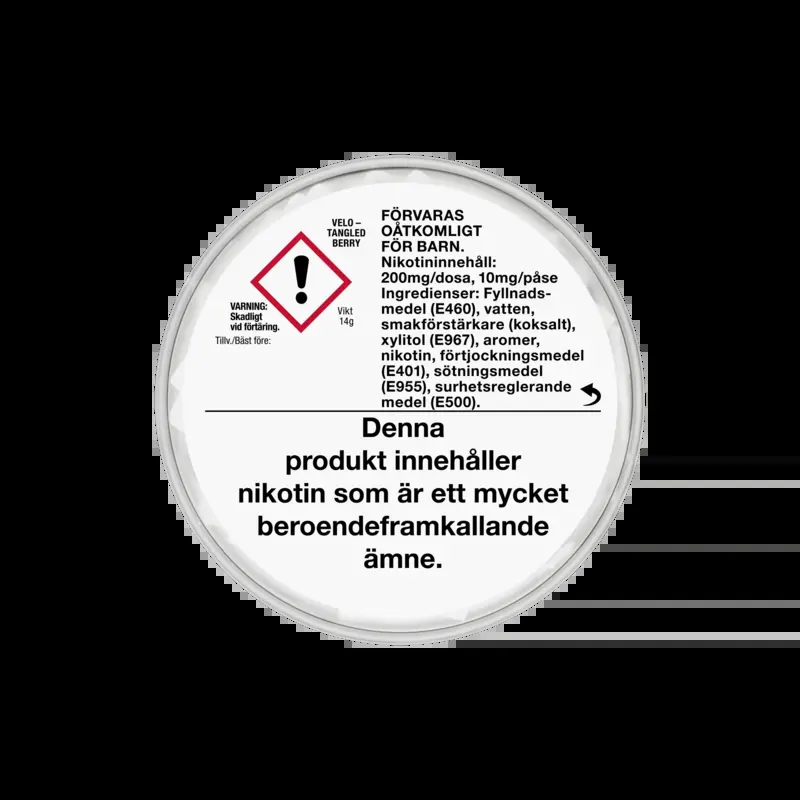 VELO –
TANGLED
BERRY
VARNING:
Skadligt
vid förtäring.
Vikt
14g
Tillv./Bäst före:
FÖRVARAS
OÅTKOMLIGT
FÖR BARN.
Nikotininnehåll:
200mg/dosa, 10mg/påse
Ingredienser: Fyllnads-
medel (E460), vatten,
smakförstärkare (koksalt),
xylitol (E967), aromer,
nikotin, förtjockningsmedel
(E401), sötningsmedel
(E955), surhetsreglerande
medel (E500).
Denna
produkt innehåller
nikotin som är ett mycket
beroendeframkallande
ämne.